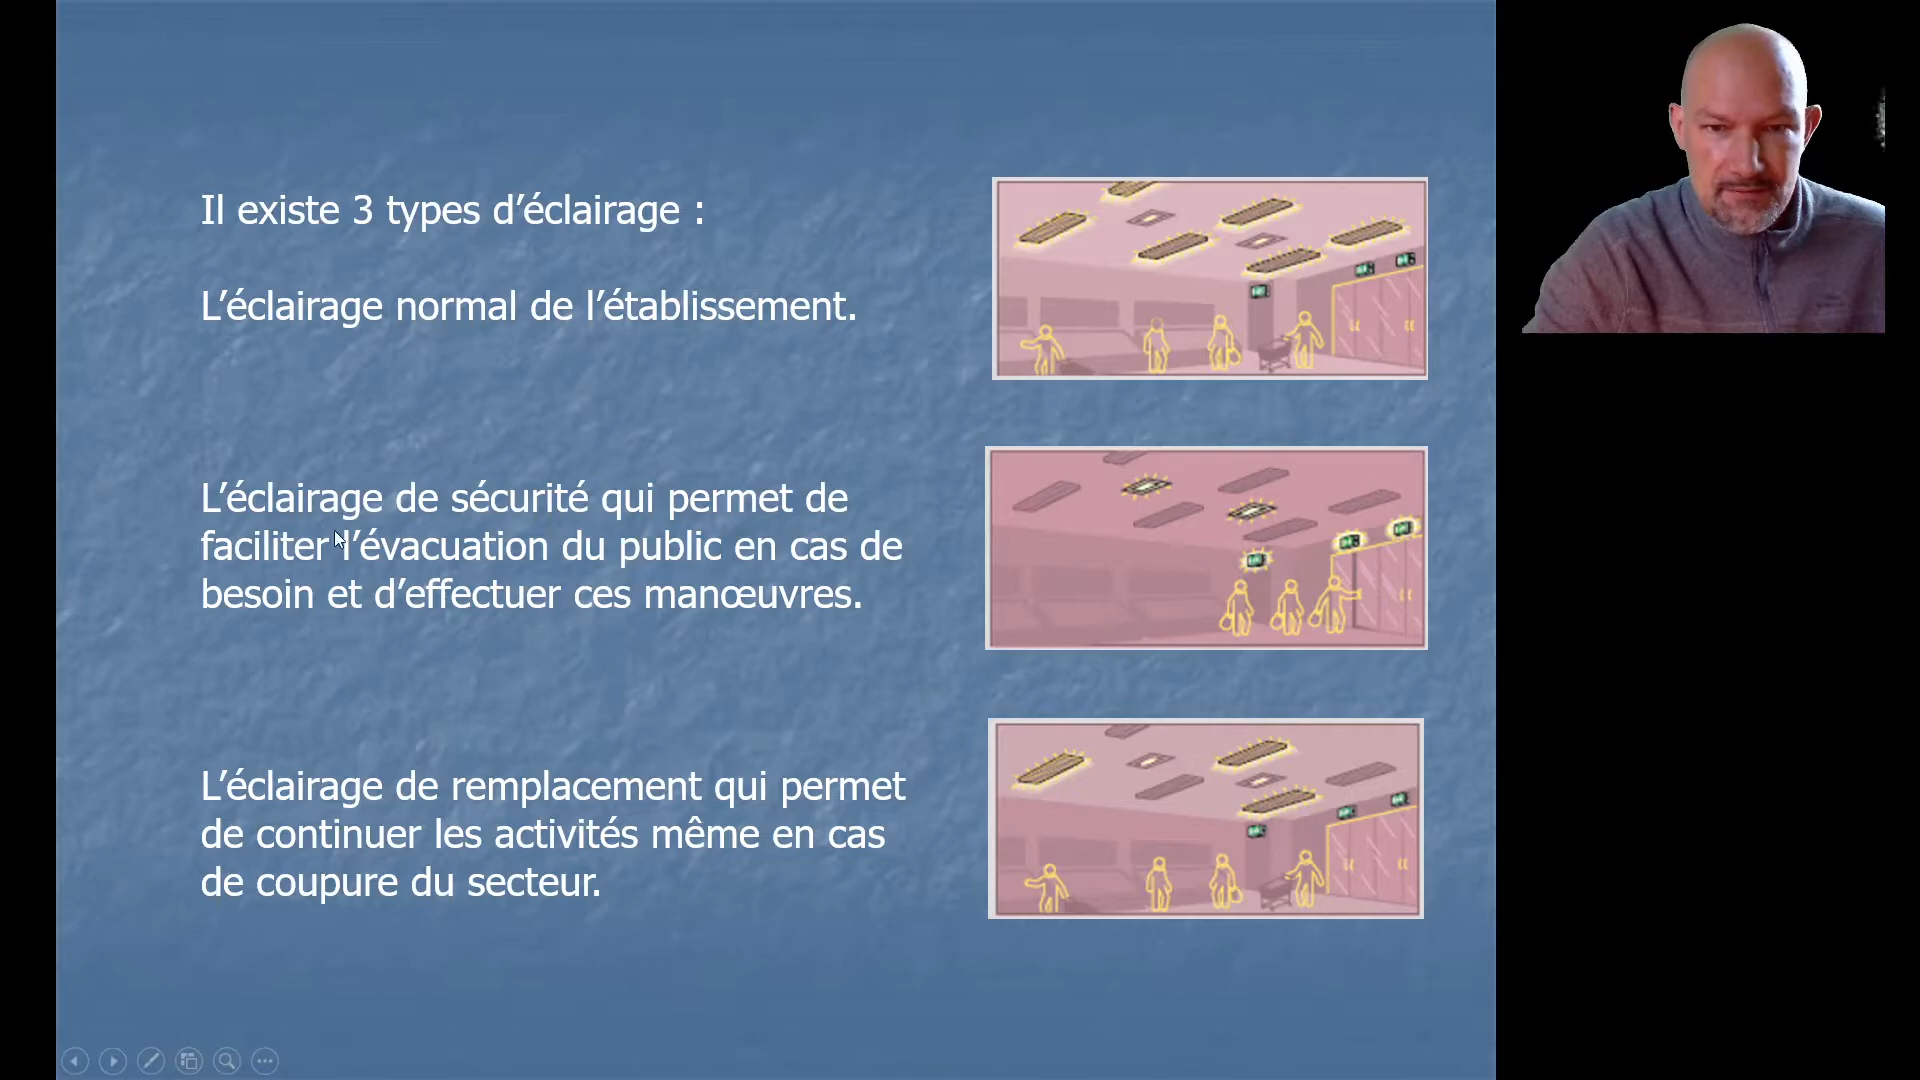 Il existe 3 types d’éclairage :
L’éclairage normal de l’établissement.
L’éclairage de sécurité qui permet de
faciliter l’évacuation du public en cas de
besoin et d’effectuer ces manœuvres.
L’éclairage de remplacement qui permet
de continuer les activités même en cas
de coupure du secteur.